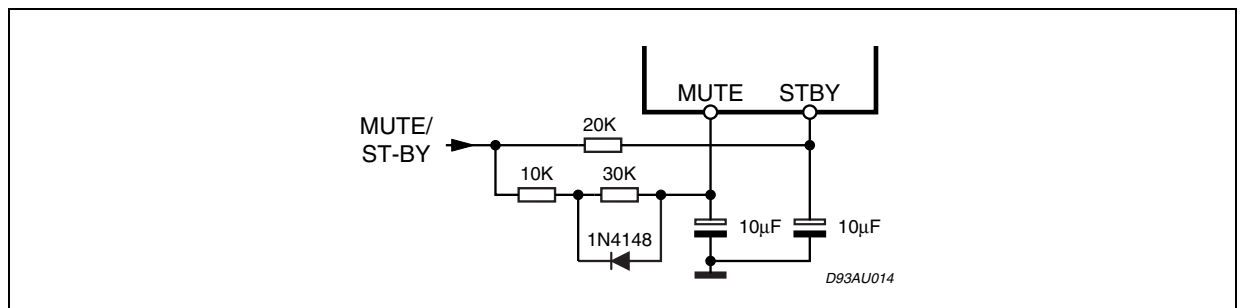 MUTE STBY
MUTE/
ST-BY
20K
10K 30K
1N4148
10μF 10μF
D93AU014